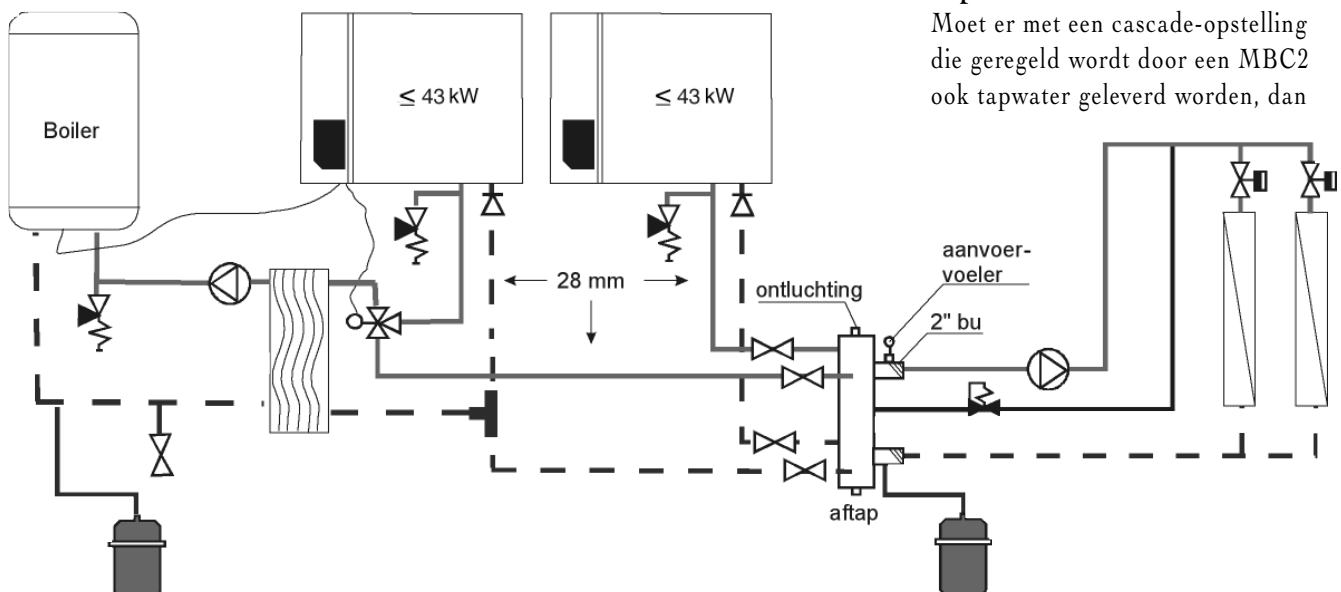 Moet er met een cascade-opstelling
die geregeld wordt door een MBC2
ook tapwater geleverd worden, dan
≤ 43 kW
≤ 43 kW
Boiler
aanvoer-
voeler
28 mm
ontluchting
2" bu
aftap